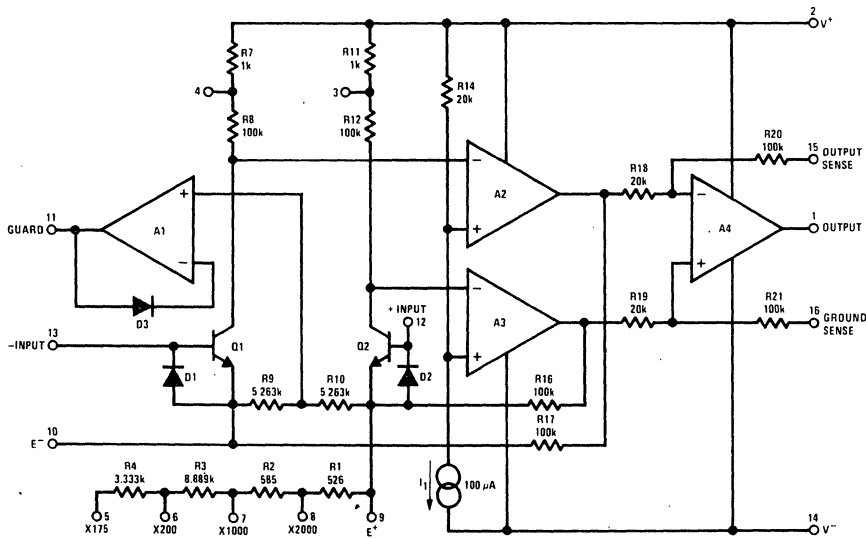 2
V+
R7
1k
R11
1k
4
3
R14
20k
R8
100k
R12
100k
R20
100k
15
OUTPUT
SENSE
R18
20k
11
GUARD
A1
+
−
A2
−
+
A4
−
+
1
OUTPUT
D3
+ INPUT
12
A3
−
+
R19
20k
R21
100k
16
GROUND
SENSE
13
−INPUT
Q1
Q2
D1
D2
R9
5 263k
R10
5 263k
R16
100k
R17
100k
10
E−
R4
3.333k
R3
8.889k
R2
585
R1
526
I1
100 µA
5
X175
6
X200
7
X1000
8
X2000
9
E+
14
V−